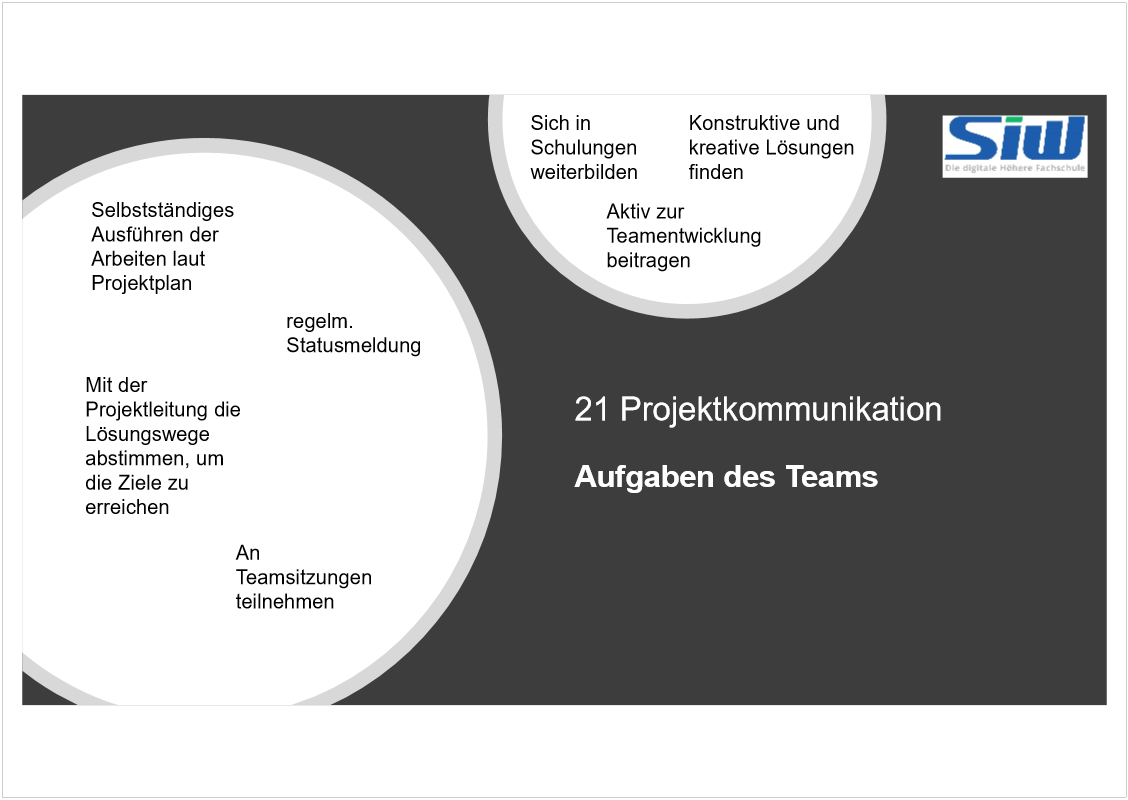 Sich in
Schulungen
weiterbilden
Konstruktive und
kreative Lösungen
finden
Aktiv zur
Teamentwicklung
beitragen
siw
Die digitale Höhere Fachschule
Selbstständiges
Ausführen der
Arbeiten laut
Projektplan
regelm.
Statusmeldung
Mit der
Projektleitung die
Lösungswege
abstimmen, um
die Ziele zu
erreichen
An
Teamsitzungen
teilnehmen
21 Projektkommunikation
Aufgaben des Teams